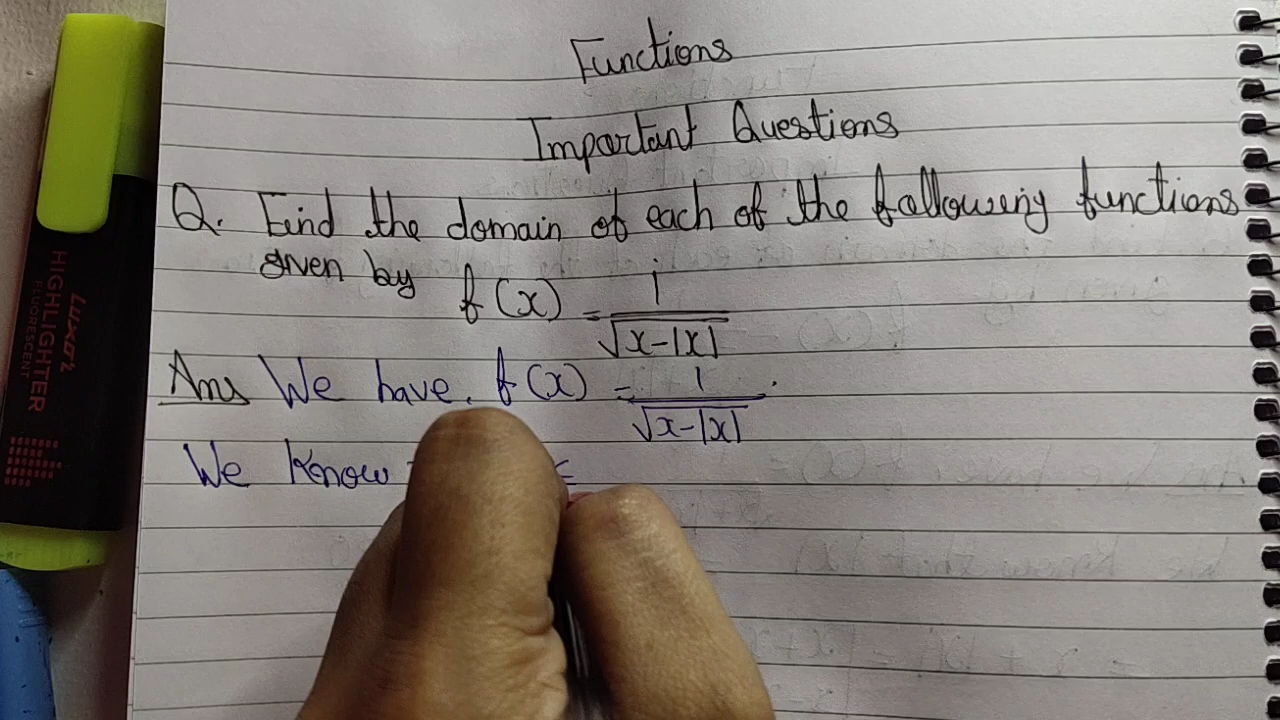 Functions
Important Questions
Q. Find the domain of each of the following functions
given by f(x) = 1/√x-|x|
Ans We have, f(x) = 1/√x-|x|.
We know
LUXOR
HIGHLIGHTER
FLUORESCENT